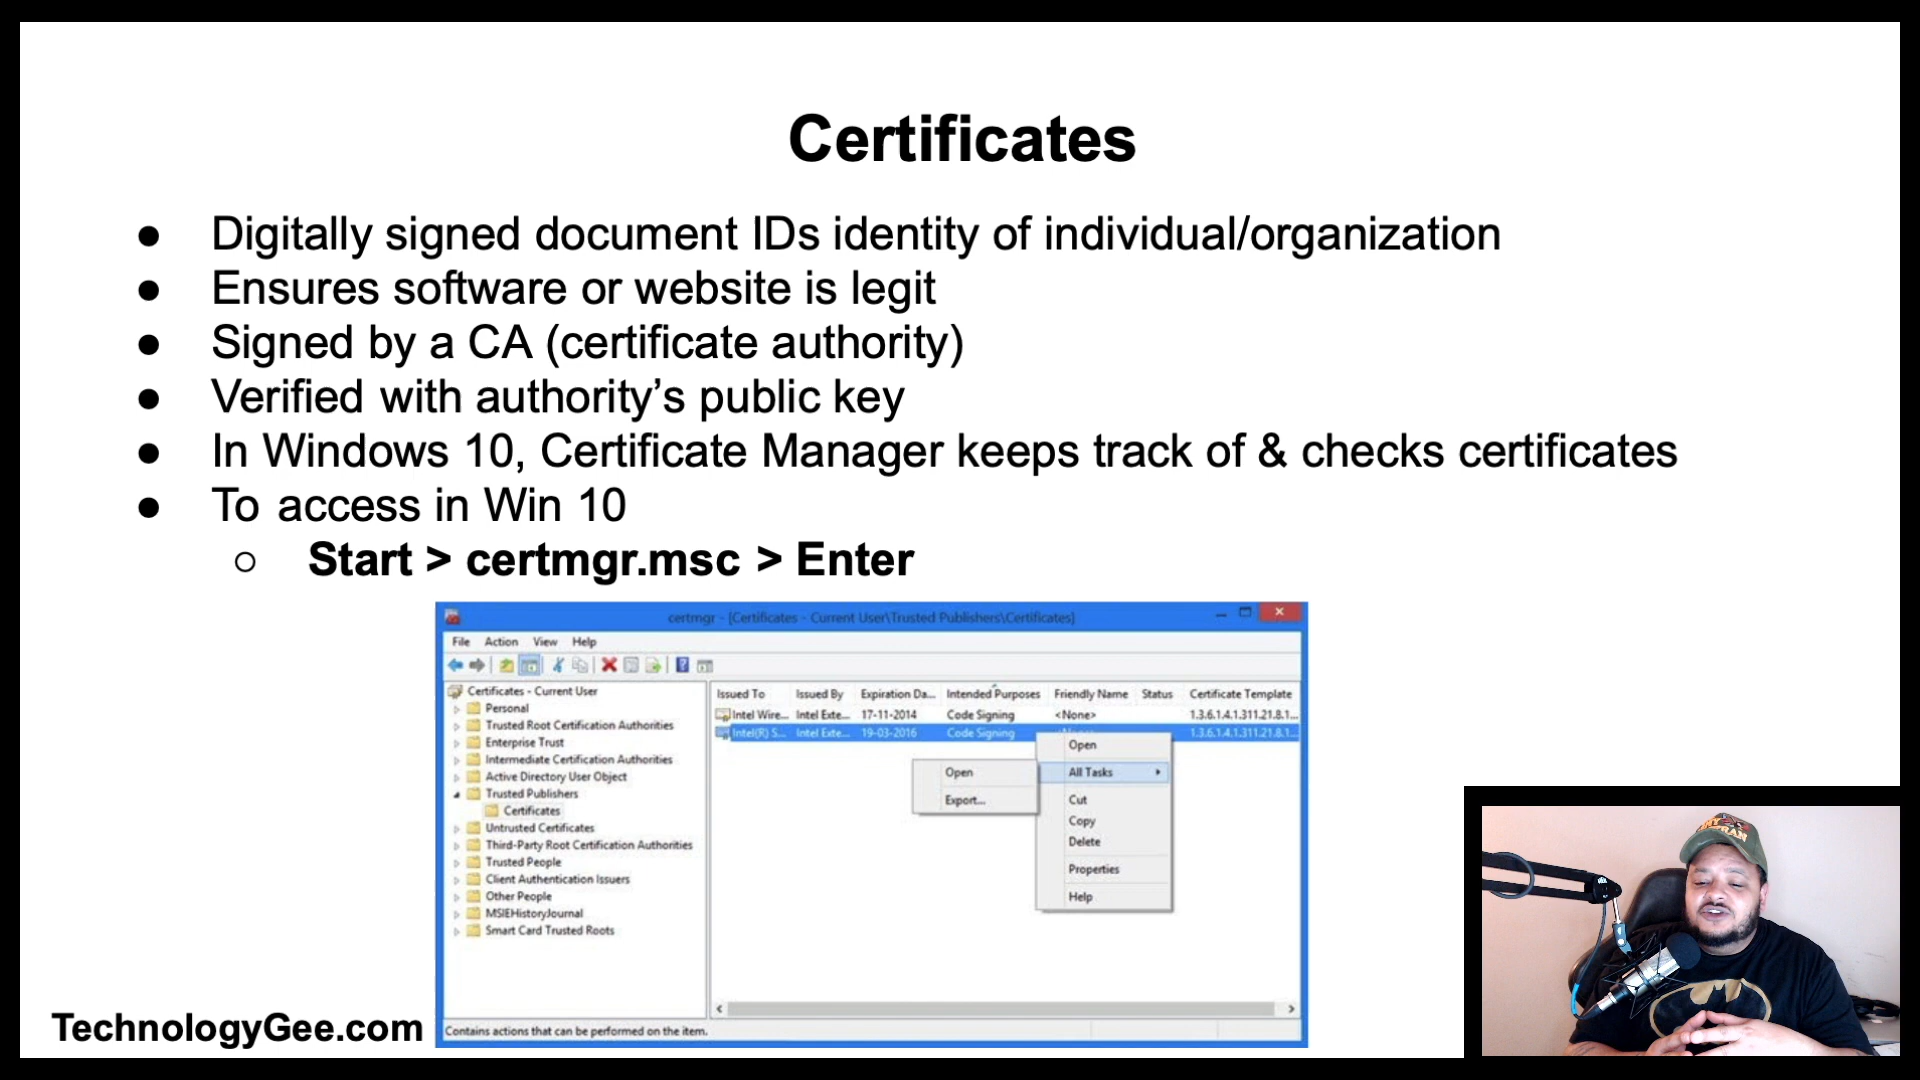 Certificates
● Digitally signed document IDs identity of individual/organization
● Ensures software or website is legit
● Signed by a CA (certificate authority)
● Verified with authority’s public key
● In Windows 10, Certificate Manager keeps track of & checks certificates
● To access in Win 10
○ Start > certmgr.msc > Enter
certmgr - [Certificates - Current User\Trusted Publishers\Certificates]
File Action View Help
Certificates - Current User
Personal
Trusted Root Certification Authorities
Enterprise Trust
Intermediate Certification Authorities
Active Directory User Object
Trusted Publishers
Certificates
Untrusted Certificates
Third-Party Root Certification Authorities
Trusted People
Client Authentication Issuers
Other People
MSIEHistoryJournal
Smart Card Trusted Roots
Issued To Issued By Expiration Da... Intended Purposes Friendly Name Status Certificate Template
Intel Wire... Intel Exte... 17-11-2014 Code Signing <None> 1.3.6.1.4.1.311.21.8.1...
Intel(R) S... Intel Exte... 19-03-2016 Code Signing 1.3.6.1.4.1.311.21.8.1...
Open
All Tasks
Cut
Copy
Delete
Properties
Help
Open
Export...
Contains actions that can be performed on the item.
TechnologyGee.com